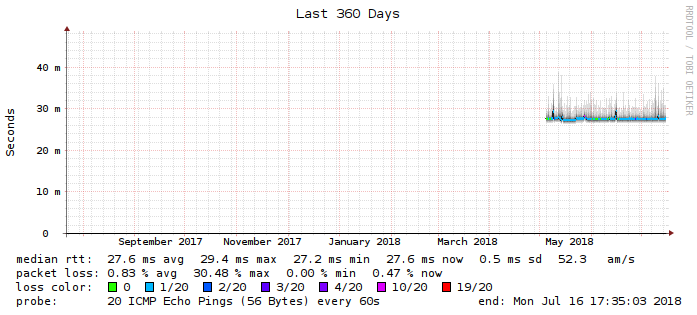 Last 360 Days
RRDTOOL / TOBI OETIKER
Seconds
40 m
30 m
20 m
10 m
0
September 2017 November 2017 January 2018 March 2018 May 2018
median rtt: 27.6 ms avg 29.4 ms max 27.2 ms min 27.6 ms now 0.5 ms sd 52.3 am/s
packet loss: 0.83 % avg 30.48 % max 0.00 % min 0.47 % now
loss color: 0 1/20 2/20 3/20 4/20 10/20 19/20
probe: 20 ICMP Echo Pings (56 Bytes) every 60s end: Mon Jul 16 17:35:03 2018